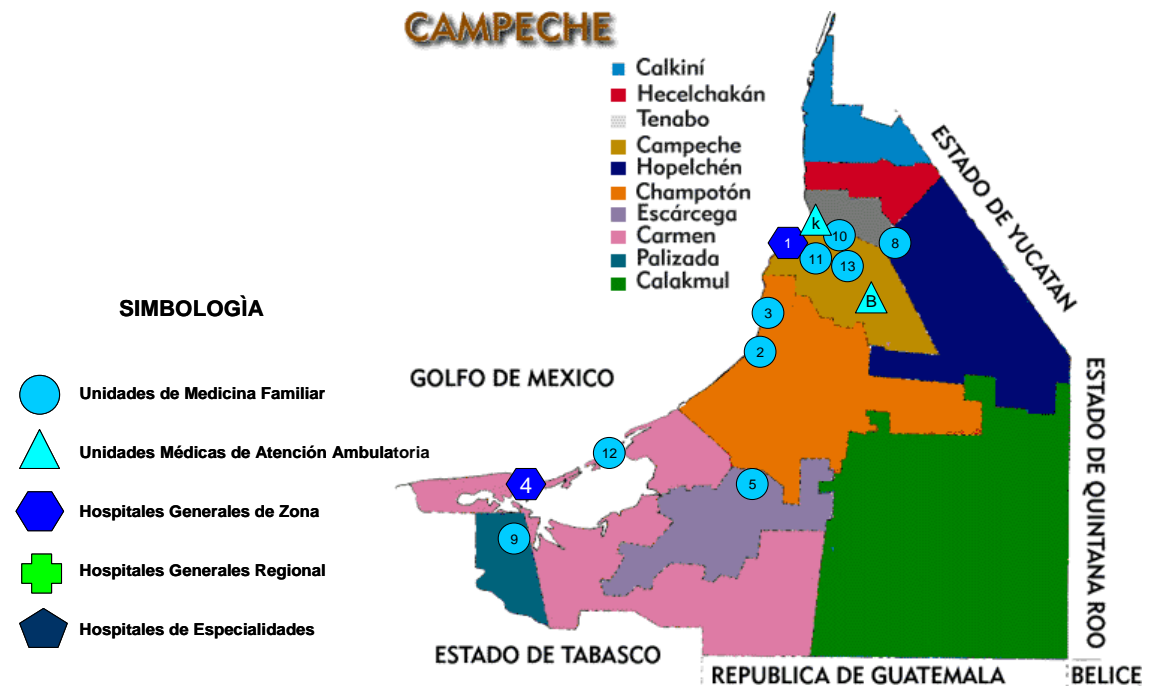 CAMPECHE
Calkiní
Hecelchakán
Tenabo
Campeche
Hopelchén
Champotón
Escárcega
Carmen
Palizada
Calakmul
ESTADO DE YUCATAN
k
1
10
8
11
13
B
3
2
12
4
5
9
SIMBOLOGÌA
Unidades de Medicina Familiar
Unidades Médicas de Atención Ambulatoria
Hospitales Generales de Zona
Hospitales Generales Regional
Hospitales de Especialidades
GOLFO DE MEXICO
ESTADO DE QUINTANA ROO
ESTADO DE TABASCO
REPUBLICA DE GUATEMALA
BELICE